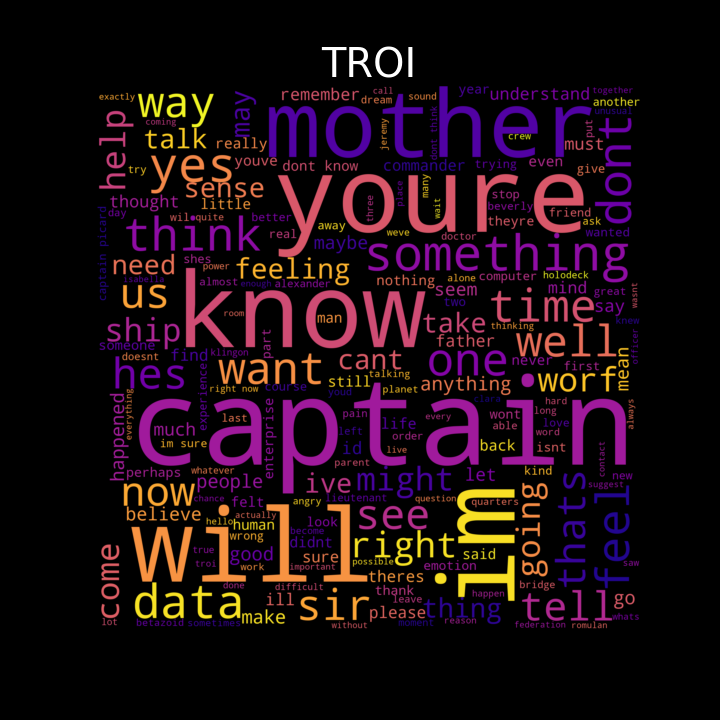 TROI
exactly
way
may
remember
call
dream
sound
year
understand
together
another
unusual
help
coming
talk
mother
jeremy
dont think
crew
put
dont
really
youve
dont know
commander
trying
even
must
try
yes
sense
youre
thought
little
three
place
many
wait
stop
beverly
theyre
give
friend
ask
day
wil
quite
better
away
weve
doctor
wanted
captain picard
think
shes
real
maybe
something
need
power
feeling
nothing
computer
alone
holodeck
isabella
almost
enough
alexander
seem
mind
great
us
know
room
man
two
time
say
knew
wasnt
ship
part
take
father
thinking
well
officer
someone
find
klingon
cant
never
first
doesnt
hes
experience
want
right now
course
talking
still
planet
one
anything
worf
mean
youd
clara
happened
everything
captain
last
much
im sure
enterprise
pain
life
every
wont
able
hard
long
love
word
always
left
order
id
live
back
isnt
perhaps
whatever
parent
kind
contact
new
now
people
ive
might
let
suggest
chance
felt
angry
lieutenant
question
quarters
believe
hello
actually
become
see
im
going
thats
feel
will
human
wrong
look
right
said
true
good
didnt
possible
troi
work
important
sure
theres
emotion
bridge
saw
come
done
difficult
thank
happen
data
ill
sir
please
leave
thing
tell
go
make
lot
betazoid
sometimes
without
moment
reason
federation
romulan
whats